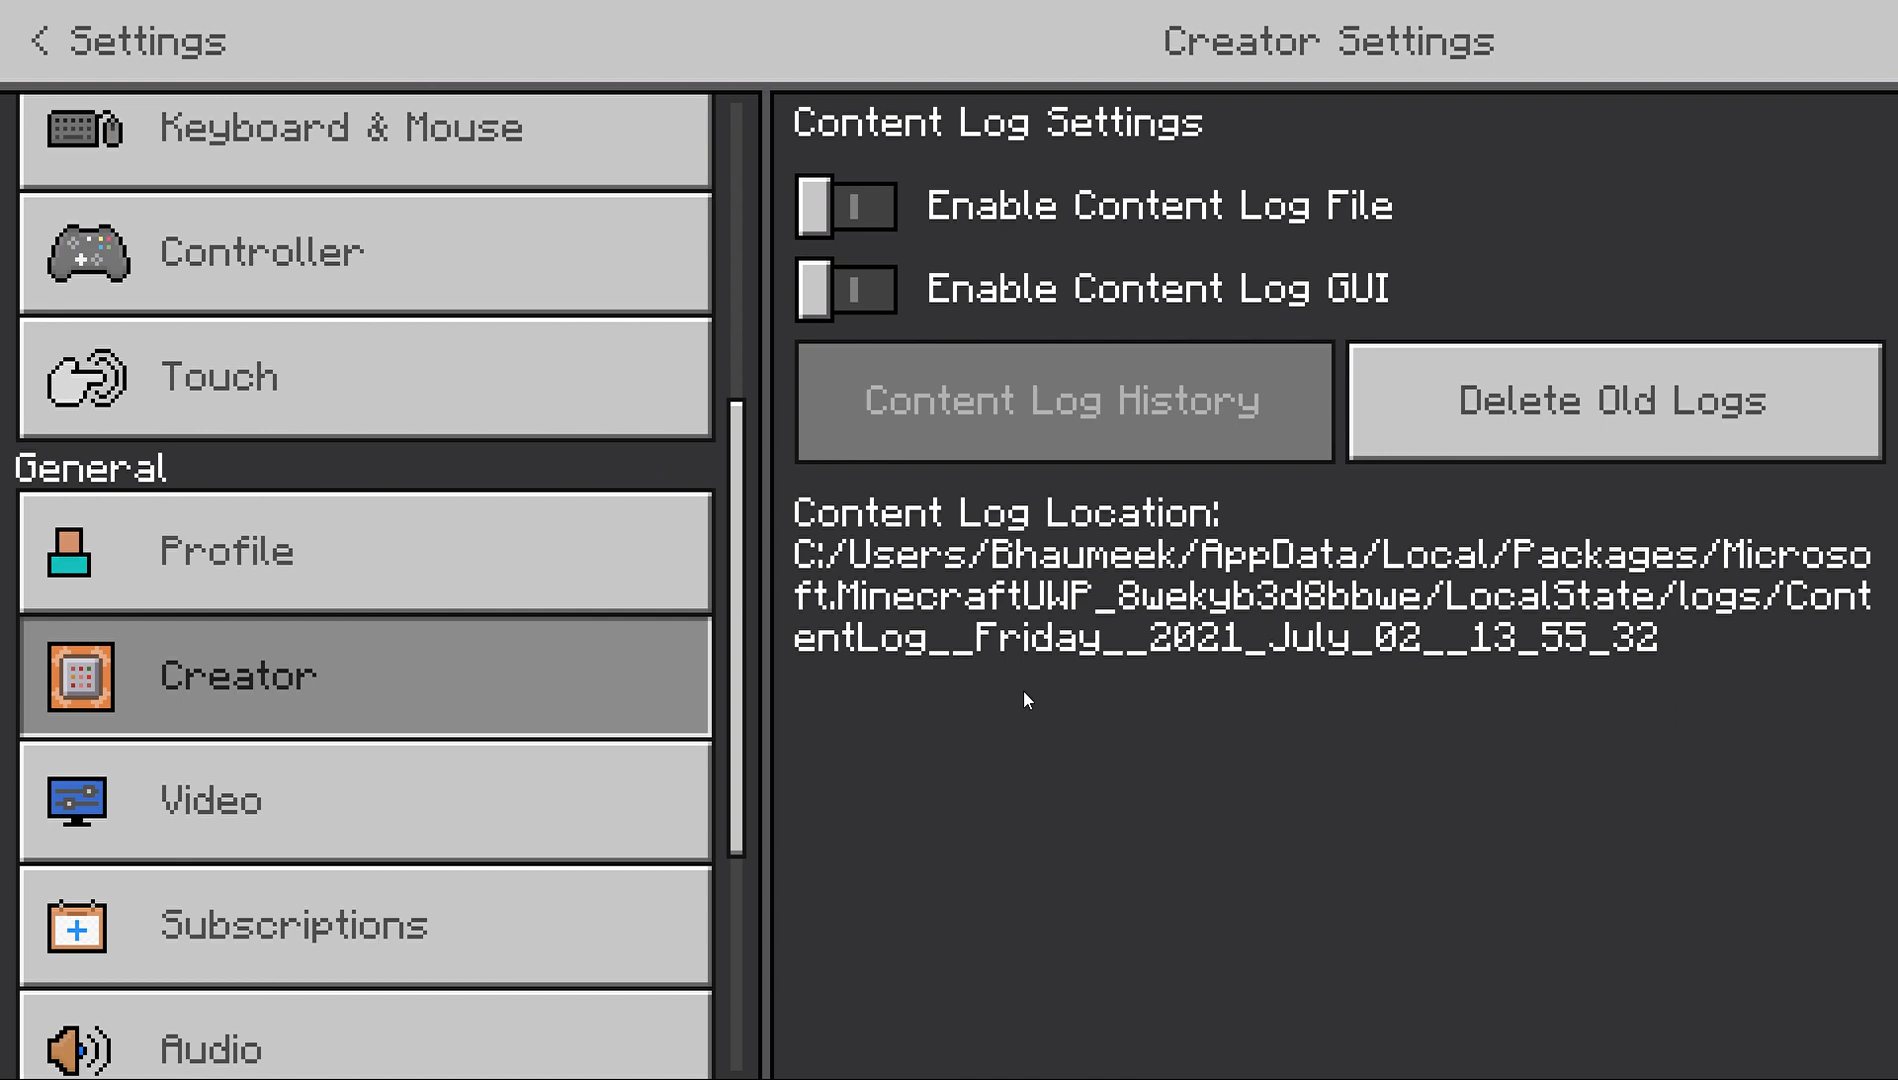 Settings
Creator Settings
Keyboard & Mouse
Controller
Touch
General
Profile
Creator
Video
Subscriptions
Audio
Content Log Settings
Enable Content Log File
Enable Content Log GUI
Content Log History
Delete Old Logs
Content Log Location:
C:/Users/Bhaumeek/AppData/Local/Packages/Microso
ft.MinecraftUWP_8wekyb3d8bbwe/LocalState/logs/Cont
entLog__Friday__2021_July_02__13_55_32